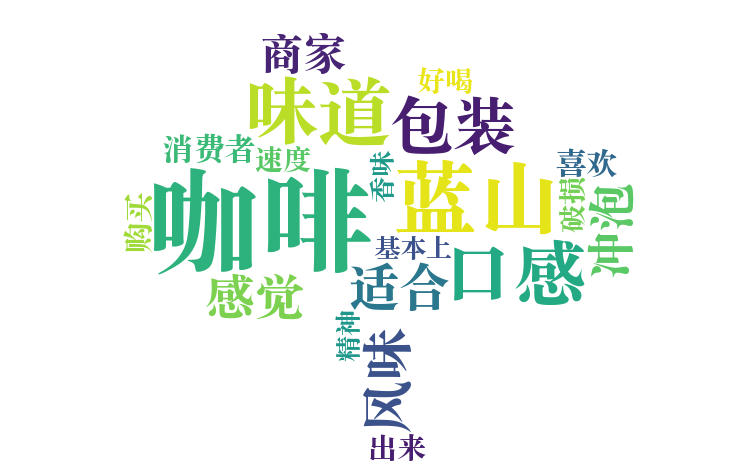 商家
好喝
味道
包装
消费者
速度
香味
喜欢
咖啡
蓝山
破损
冲泡
购买
基本上
口感
感觉
适合
精神
风味
出来